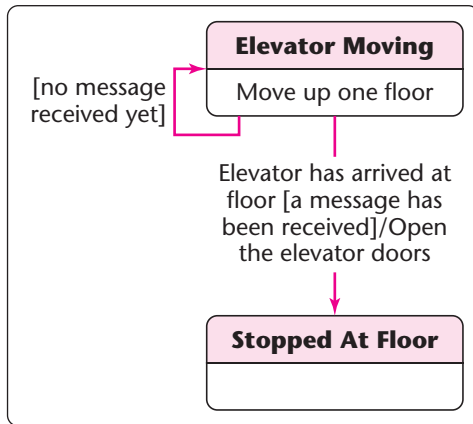 Elevator Moving
Move up one floor
[no message
received yet]
Elevator has arrived at
floor [a message has
been received]/Open
the elevator doors
Stopped At Floor